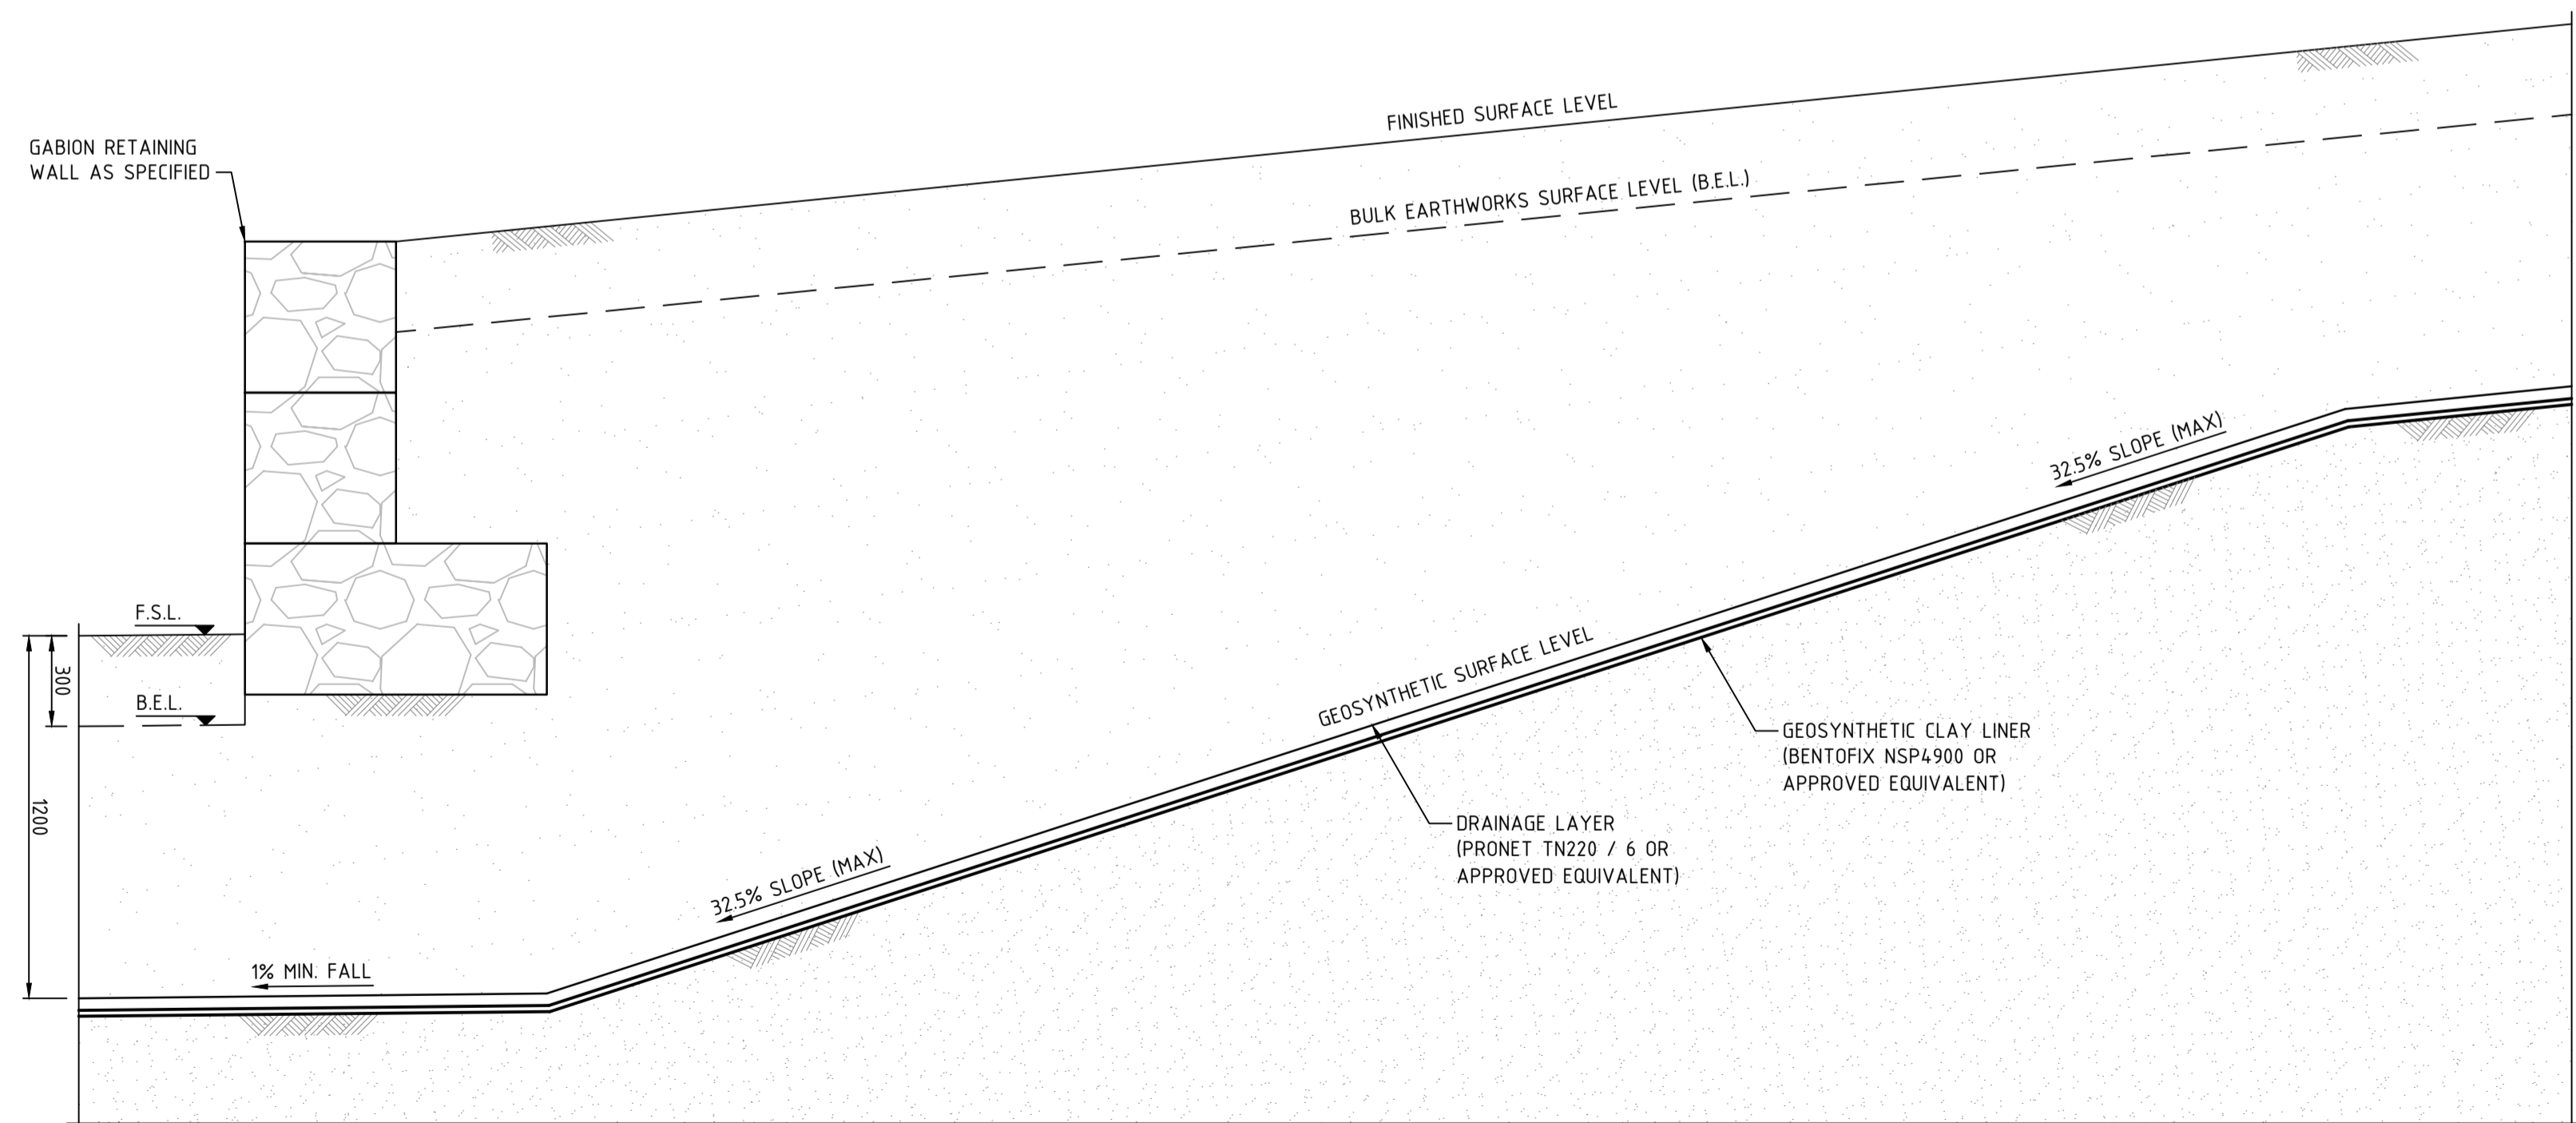 FINISHED SURFACE LEVEL
GABION RETAINING
WALL AS SPECIFIED
BULK EARTHWORKS SURFACE LEVEL (B.E.L.)
32.5% SLOPE (MAX)
F.S.L.
300
B.E.L.
GEOSYNTHETIC SURFACE LEVEL
GEOSYNTHETIC CLAY LINER
(BENTOFIX NSP4900 OR
APPROVED EQUIVALENT)
1200
DRAINAGE LAYER
(PRONET TN220 / 6 OR
APPROVED EQUIVALENT)
32.5% SLOPE (MAX)
1% MIN. FALL